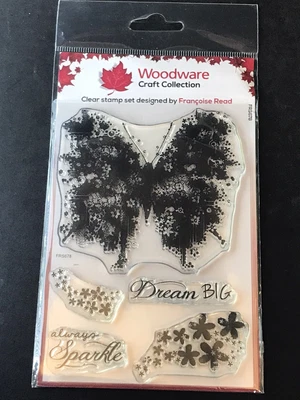 Woodware
Craft Collection
Clear stamp set designed by Françoise Read
Dream BIG
always
Sparkle